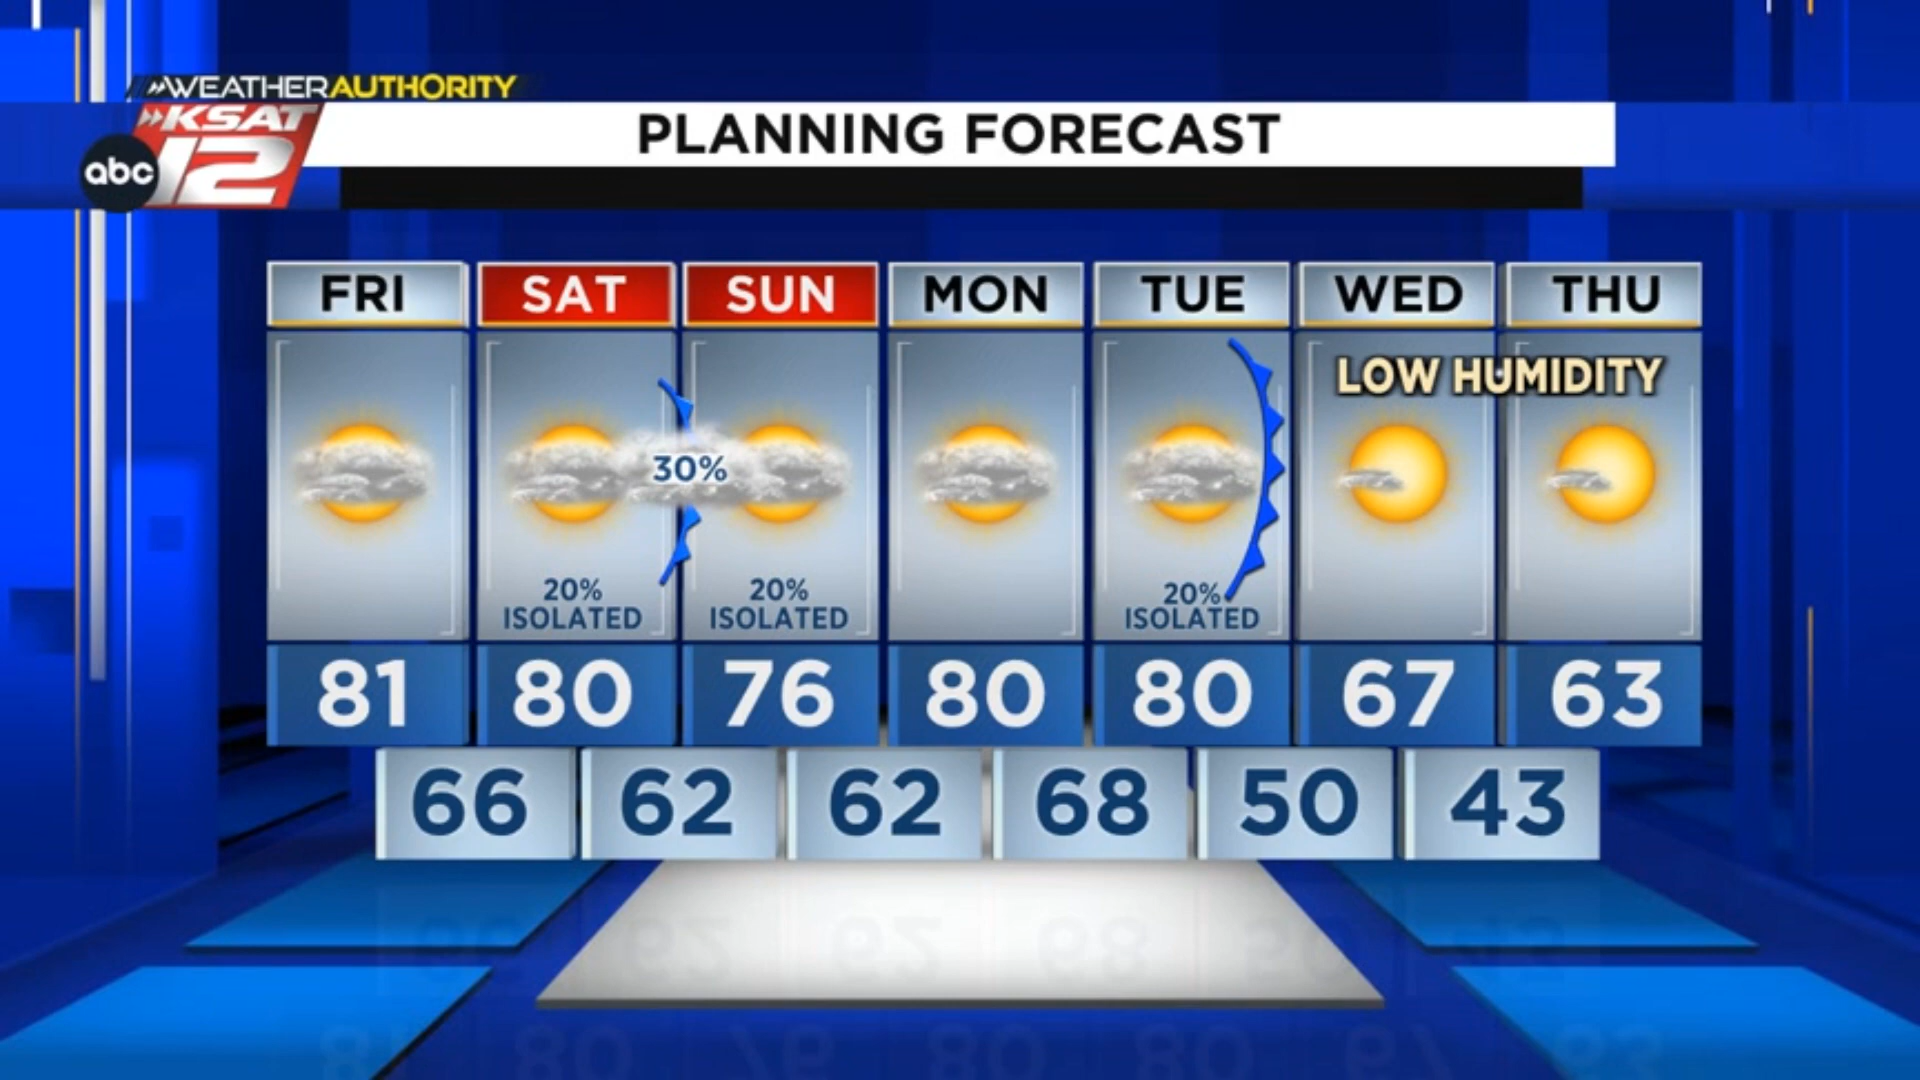 WEATHERAUTHORITY
KSAT
abc
12
PLANNING FORECAST
FRI SAT SUN MON TUE WED THU
LOW HUMIDITY
30%
20% 20% 20%
ISOLATED ISOLATED ISOLATED
81 80 76 80 80 67 63
66 62 62 68 50 43